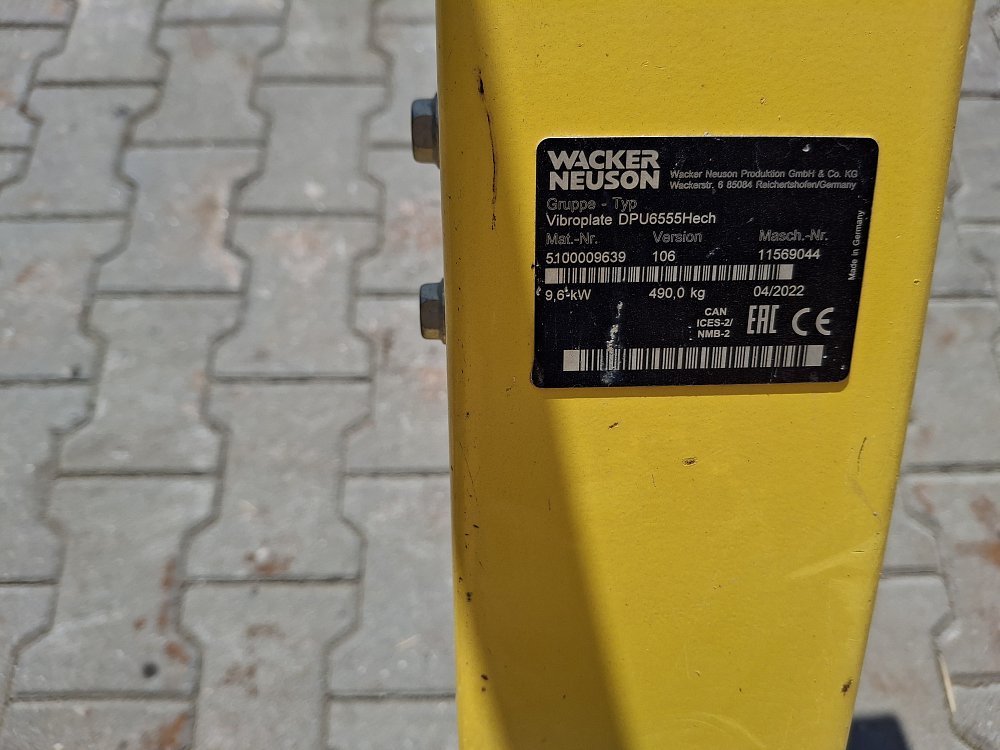 WACKER
NEUSON
Wacker Neuson Produktion GmbH & Co. KG
Wackerstr. 6 85084 Reichertshofen/Germany
Gruppe - Typ
Vibroplate DPU6555Hech
Mat.-Nr. Version Masch.-Nr.
5100009639 106 11569044
9,6 kW 490,0 kg 04/2022
CAN
ICES-2/
NMB-2
EAC CE
Made in Germany